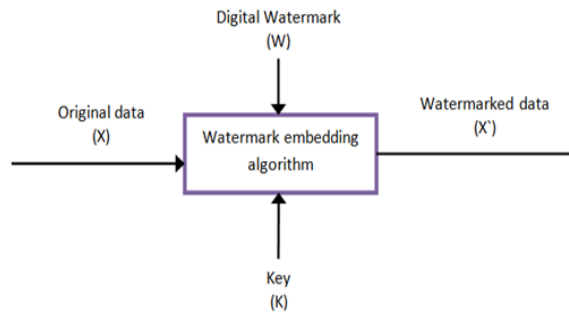 Digital Watermark
(W)
Original data
(X)
Watermark embedding
algorithm
Watermarked data
(X`)
Key
(K)